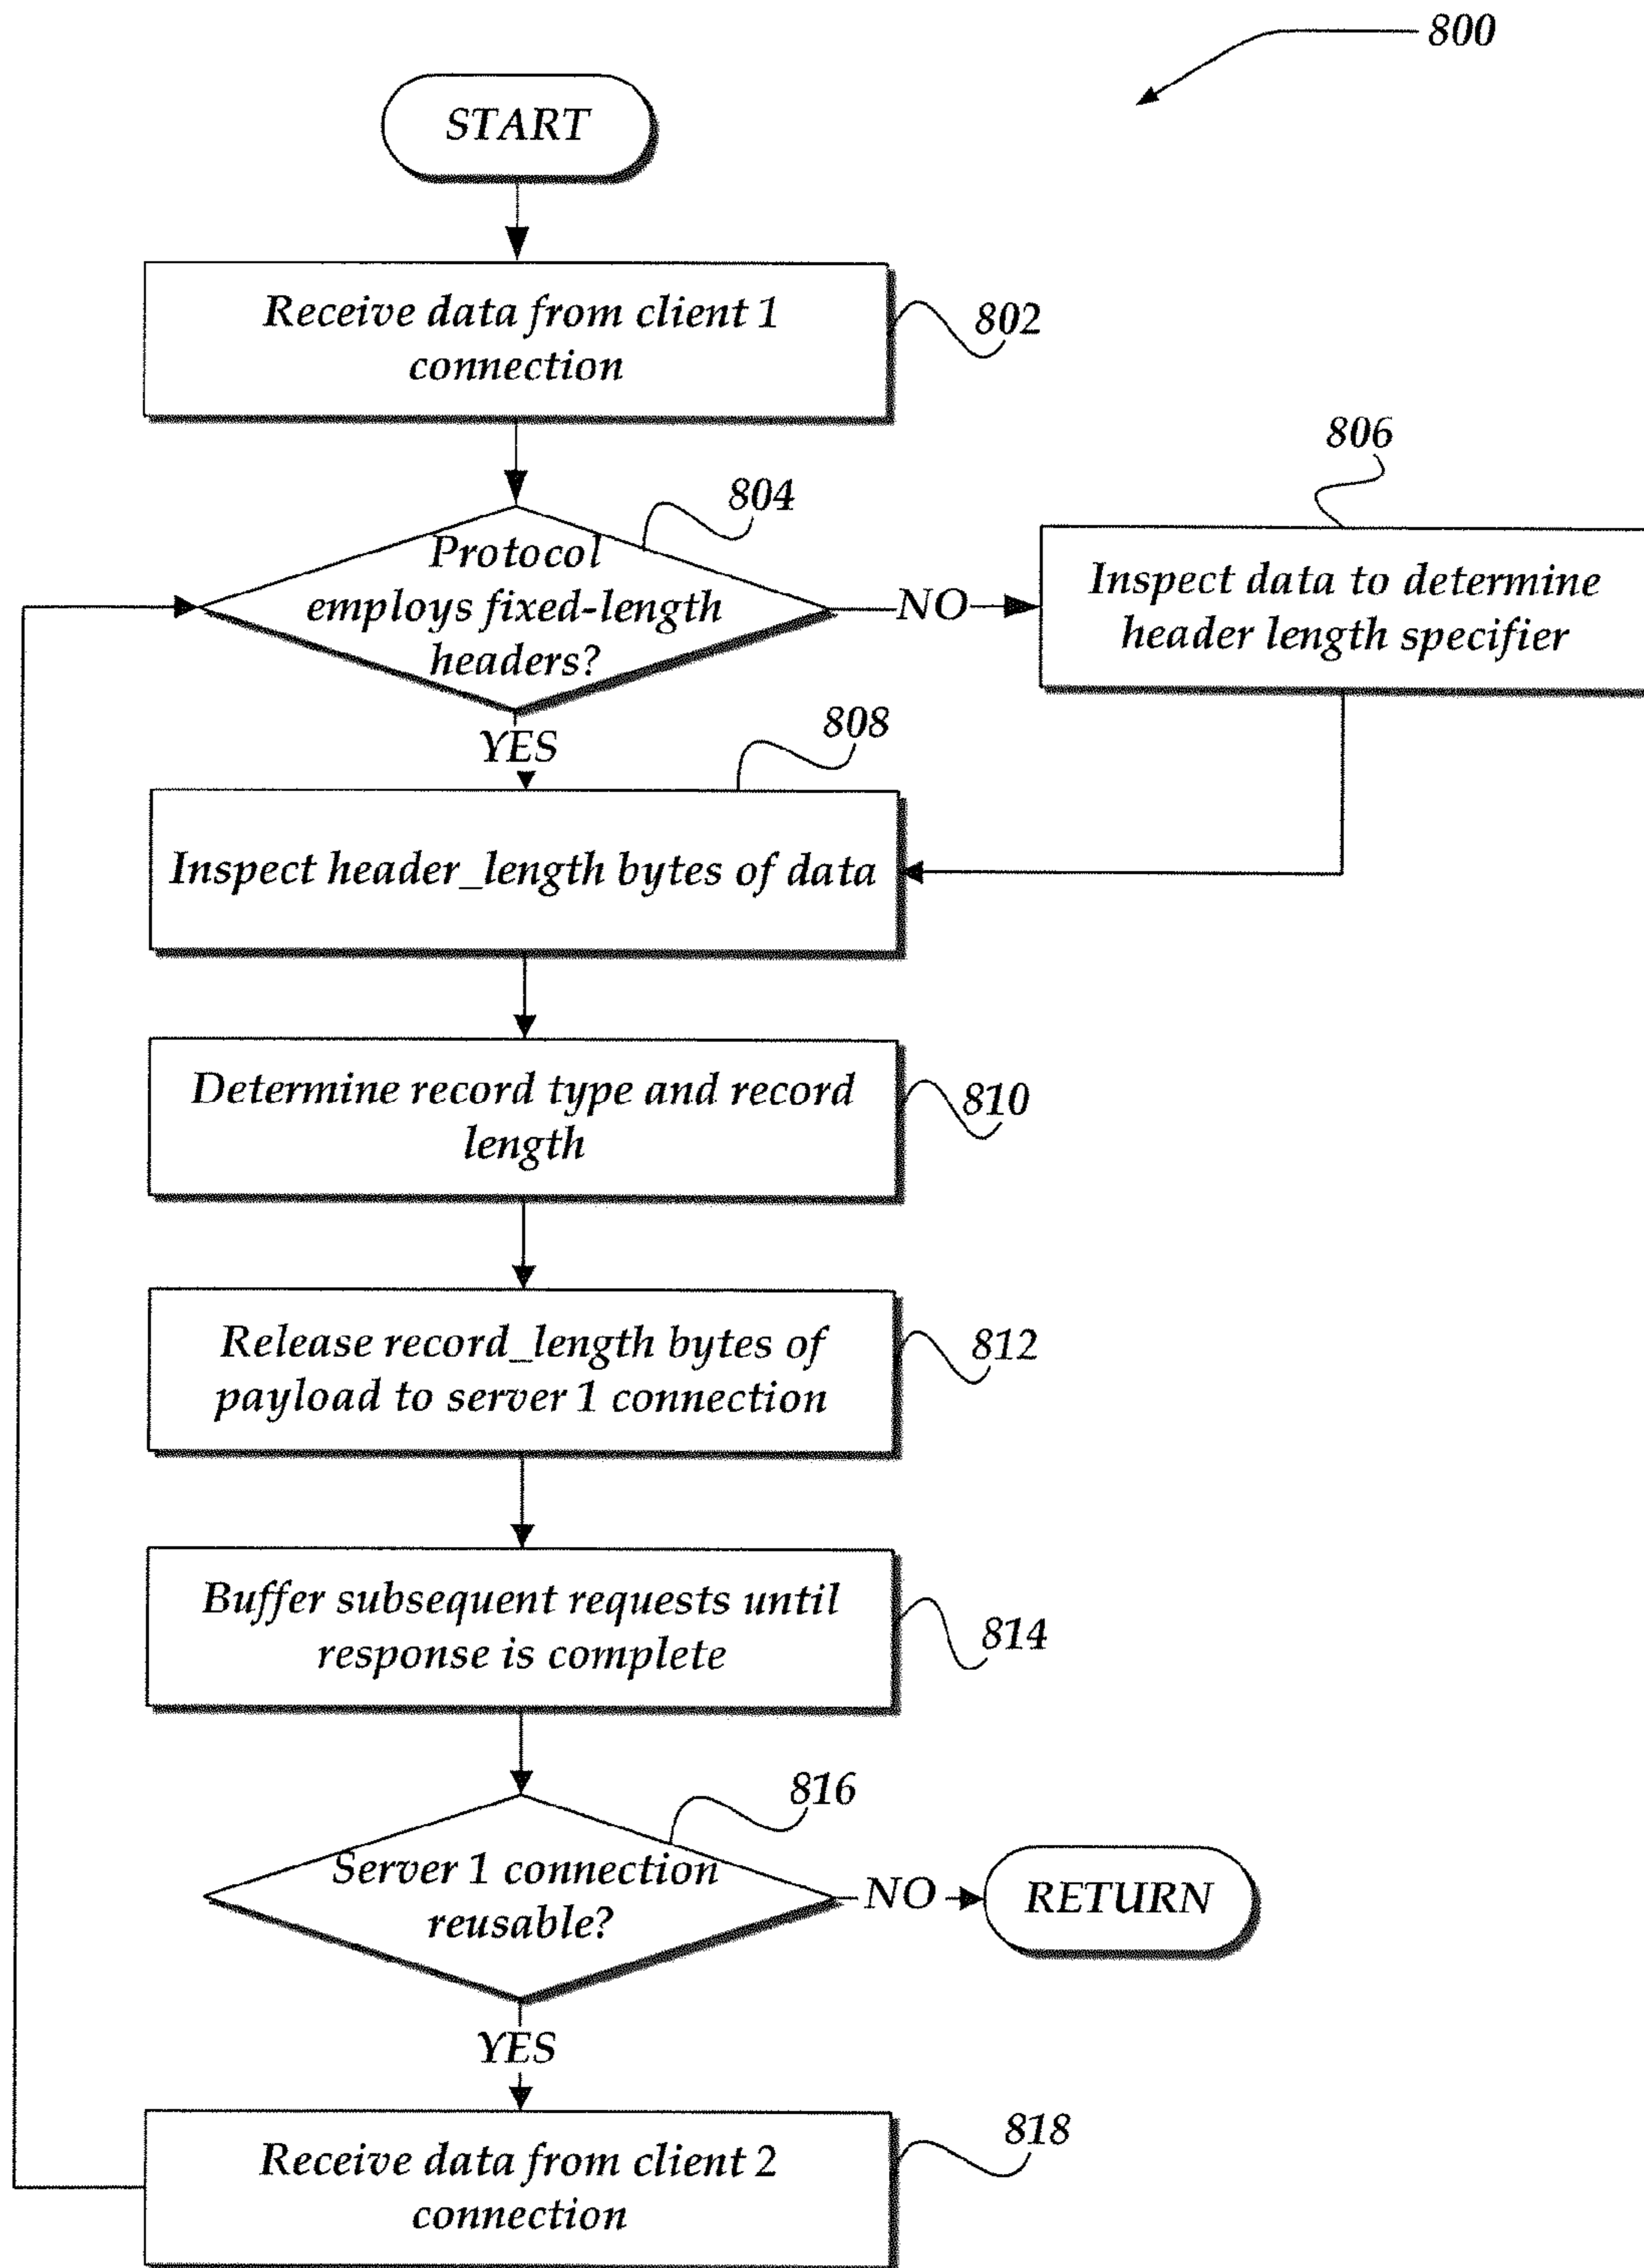 800
START
Receive data from client 1
connection
802
804
Protocol
employs fixed-length
headers?
NO
806
Inspect data to determine
header length specifier
YES
808
Inspect header_length bytes of data
Determine record type and record
length
810
Release record_length bytes of
payload to server 1 connection
812
Buffer subsequent requests until
response is complete
814
816
Server 1 connection
reusable?
NO
RETURN
YES
Receive data from client 2
connection
818